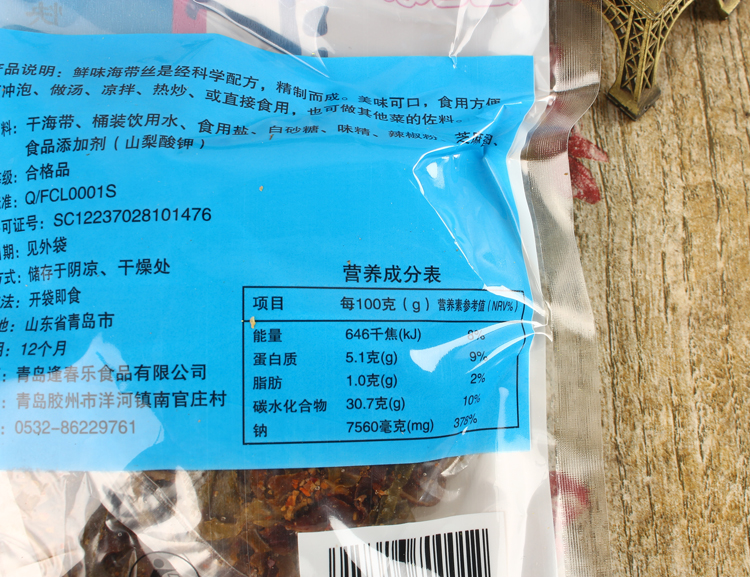 产品说明：鲜味海带丝是经科学配方，精制而成。美味可口，食用方便
冲泡、做汤、凉拌、热炒、或直接食用，也可做其他菜的佐料。
料：干海带、桶装饮用水、食用盐、白砂糖、味精、辣椒粉、
食品添加剂（山梨酸钾）
级：合格品
准：Q/FCL0001S
可证号：SC12237028101476
期：见外袋
方式：储存于阴凉、干燥处
法：开袋即食
地：山东省青岛市
期：12个月
：青岛逢春乐食品有限公司
：青岛胶州市洋河镇南官庄村
：0532-86229761
营养成分表
项目 每100克（g） 营养素参考值（NRV%）
能量 646千焦(kJ) 8%
蛋白质 5.1克(g) 9%
脂肪 1.0克(g) 2%
碳水化合物 30.7克(g) 10%
钠 7560毫克(mg) 378%